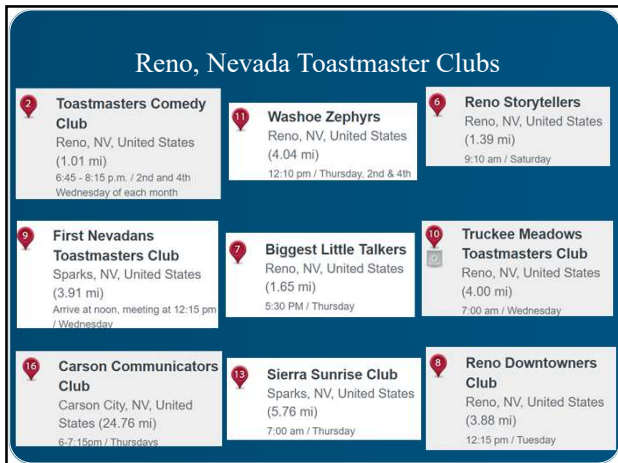 Reno, Nevada Toastmaster Clubs
2
Toastmasters Comedy
Club
Reno, NV, United States
(1.01 mi)
6:45 - 8:15 p.m. / 2nd and 4th
Wednesday of each month
11
Washoe Zephyrs
Reno, NV, United States
(4.04 mi)
12:10 pm / Thursday, 2nd & 4th
6
Reno Storytellers
Reno, NV, United States
(1.39 mi)
9:10 am / Saturday
9
First Nevadans
Toastmasters Club
Sparks, NV, United States
(3.91 mi)
Arrive at noon, meeting at 12:15 pm
/ Wednesday
7
Biggest Little Talkers
Reno, NV, United States
(1.65 mi)
5:30 PM / Thursday
10
Truckee Meadows
Toastmasters Club
Reno, NV, United States
(4.00 mi)
7:00 am / Wednesday
16
Carson Communicators
Club
Carson City, NV, United
States (24.76 mi)
6-7:15pm / Thursdays
13
Sierra Sunrise Club
Sparks, NV, United States
(5.76 mi)
7:00 am / Thursday
8
Reno Downtowners
Club
Reno, NV, United States
(3.88 mi)
12:15 pm / Tuesday